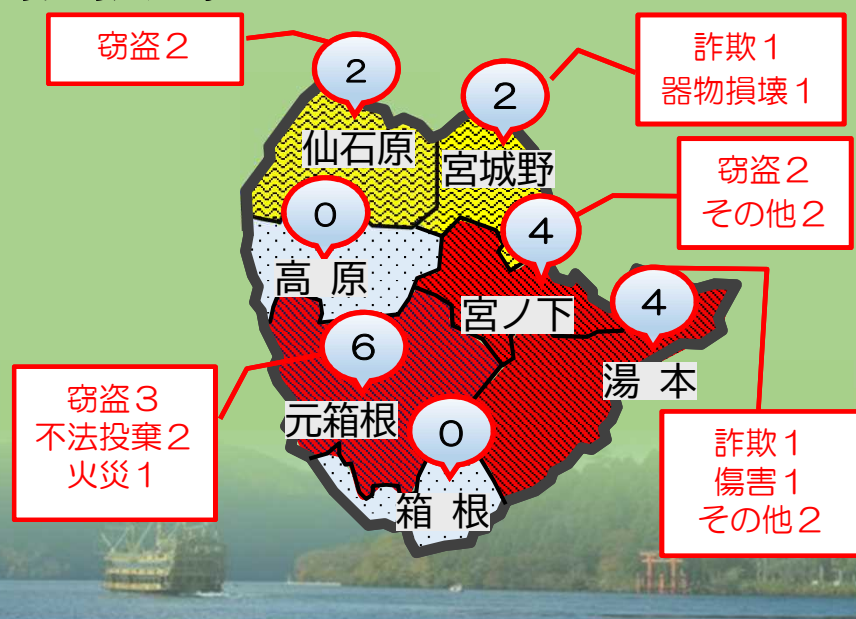 窃盗２
２
詐欺１
器物損壊１
２
仙石原
宮城野
窃盗２
その他２
０
４
高 原
宮ノ下
４
６
湯 本
窃盗３
不法投棄２
火災１
元箱根
０
詐欺１
傷害１
その他２
箱 根